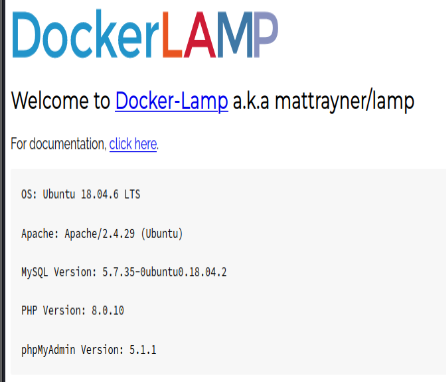 DockerLAMP
Welcome to Docker-Lamp a.k.a mattrayner/lamp
For documentation, click here.
OS: Ubuntu 18.04.6 LTS
Apache: Apache/2.4.29 (Ubuntu)
MySQL Version: 5.7.35-0ubuntu0.18.04.2
PHP Version: 8.0.10
phpMyAdmin Version: 5.1.1